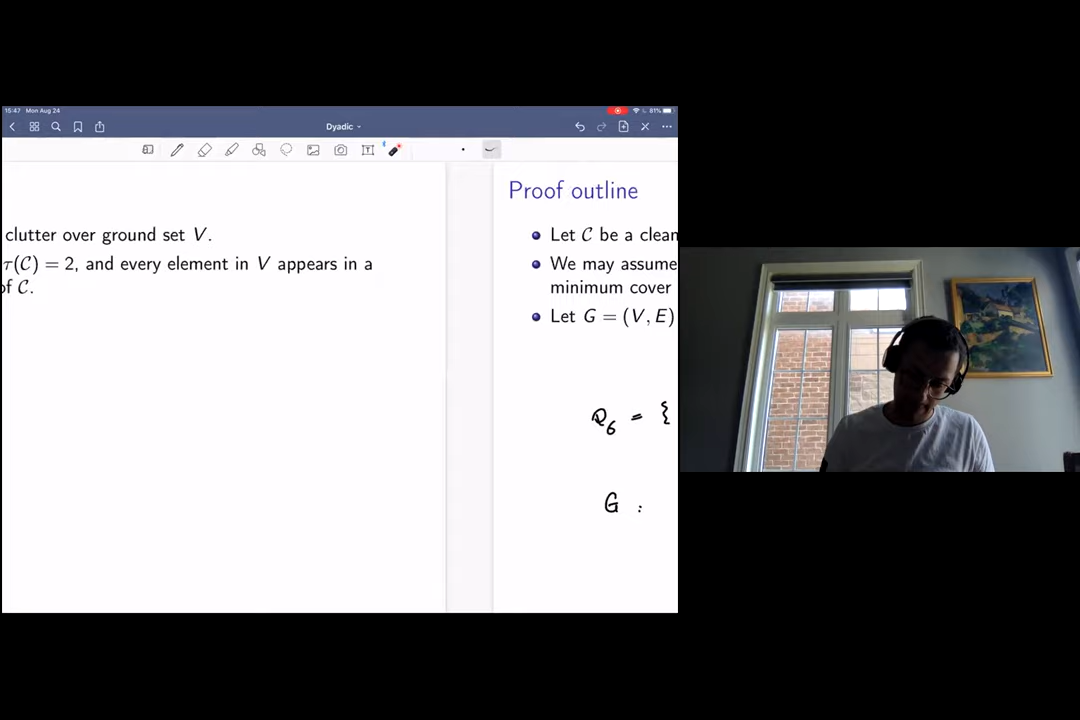 15:47 Mon Aug 24
81%
Dyadic
clutter over ground set V.
τ(C) = 2, and every element in V appears in a
of C.
Proof outline
Let C be a clean
We may assume
minimum cover
Let G = (V, E)
Q₆ = {
G :